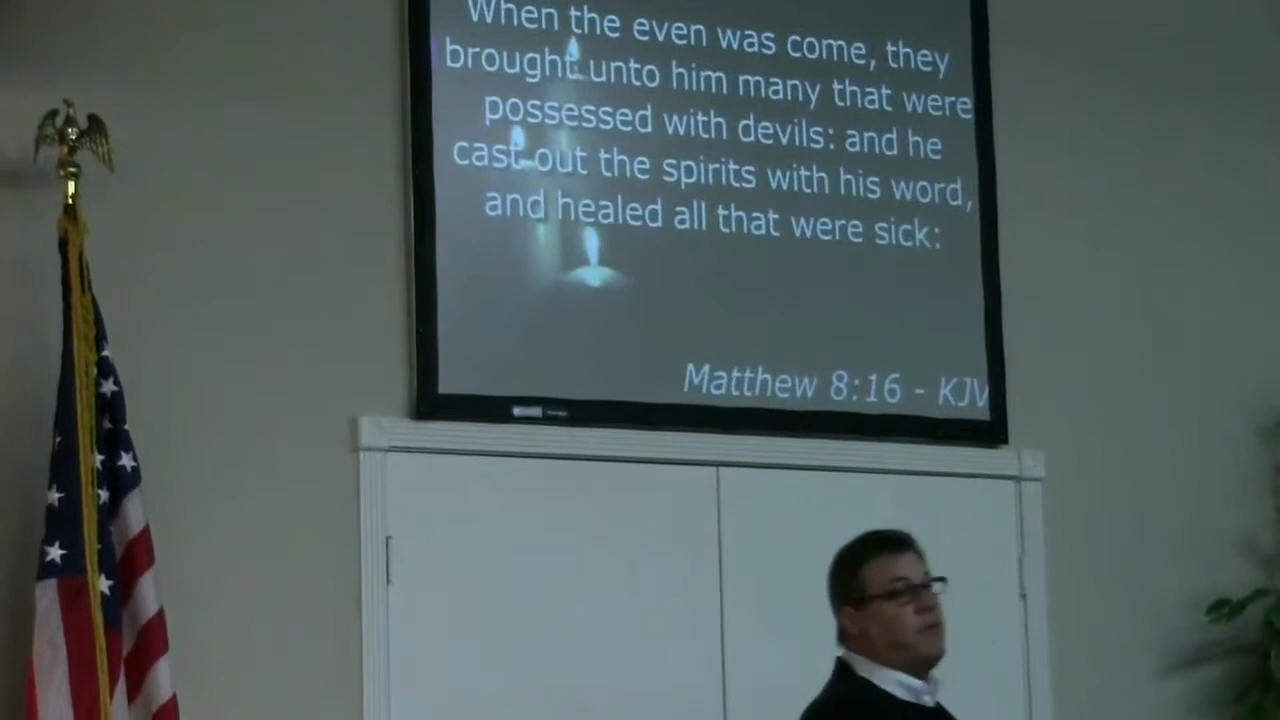 When the even was come, they
brought unto him many that were
possessed with devils: and he
cast out the spirits with his word,
and healed all that were sick:
Matthew 8:16 - KJV